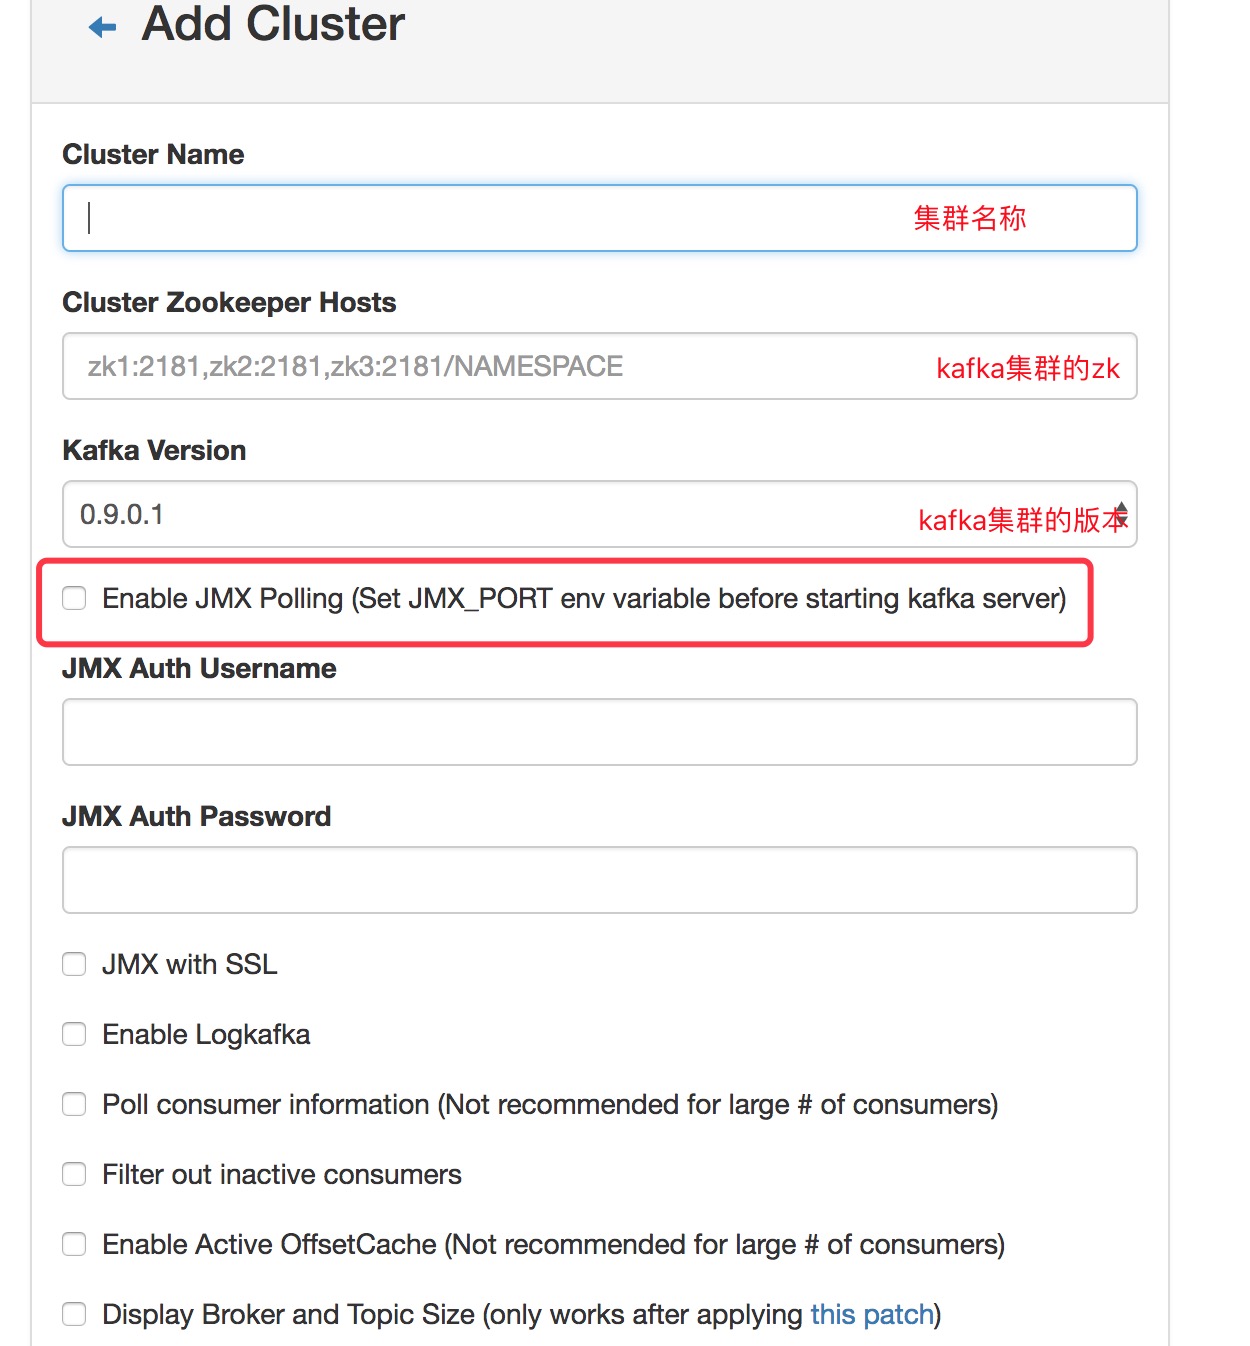 Add Cluster
Cluster Name
集群名称
Cluster Zookeeper Hosts
zk1:2181,zk2:2181,zk3:2181/NAMESPACE kafka集群的zk
Kafka Version
0.9.0.1 kafka集群的版本
Enable JMX Polling (Set JMX_PORT env variable before starting kafka server)
JMX Auth Username
JMX Auth Password
JMX with SSL
Enable Logkafka
Poll consumer information (Not recommended for large # of consumers)
Filter out inactive consumers
Enable Active OffsetCache (Not recommended for large # of consumers)
Display Broker and Topic Size (only works after applying this patch)